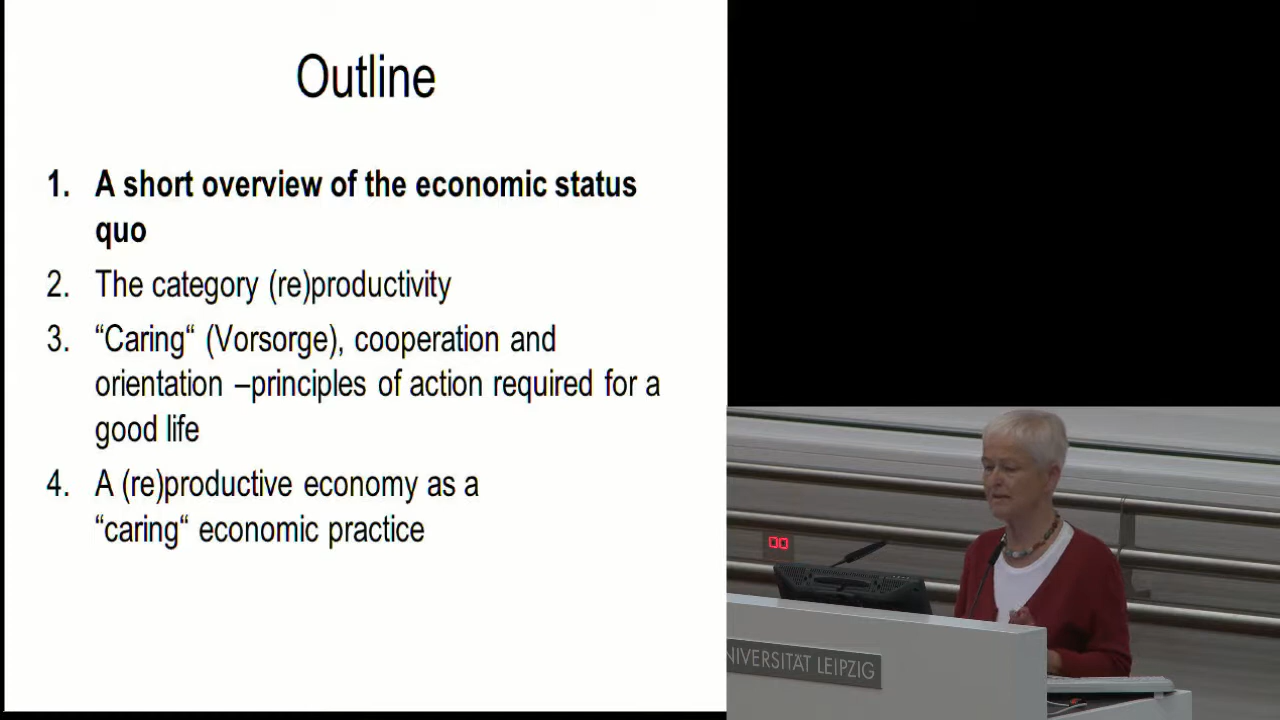 Outline
1. A short overview of the economic status
quo
2. The category (re)productivity
3. “Caring“ (Vorsorge), cooperation and
orientation –principles of action required for a
good life
4. A (re)productive economy as a
“caring“ economic practice
00
NIVERSITÄT LEIPZIG